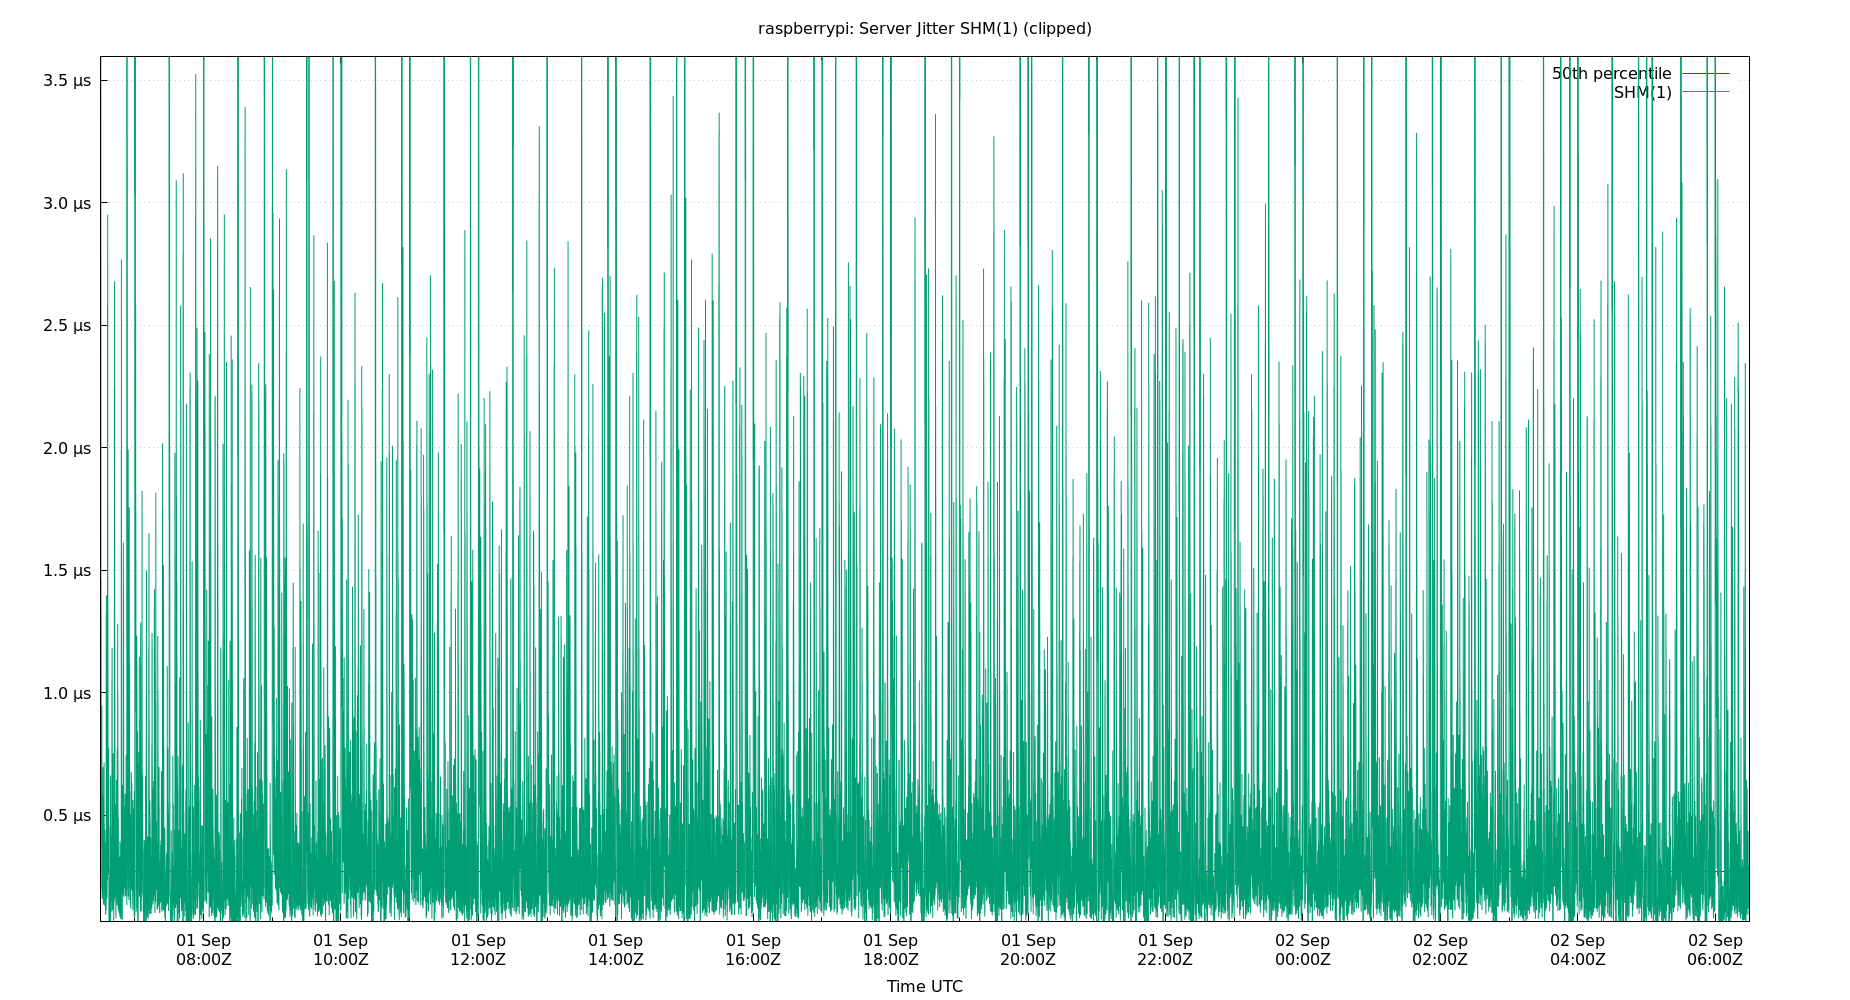 raspberrypi: Server Jitter SHM(1) (clipped)
50th percentile
SHM(1)
3.5 µs
3.0 µs
2.5 µs
2.0 µs
1.5 µs
1.0 µs
0.5 µs
01 Sep 01 Sep 01 Sep 01 Sep 01 Sep 01 Sep 01 Sep 01 Sep 02 Sep 02 Sep 02 Sep 02 Sep
08:00Z 10:00Z 12:00Z 14:00Z 16:00Z 18:00Z 20:00Z 22:00Z 00:00Z 02:00Z 04:00Z 06:00Z
Time UTC